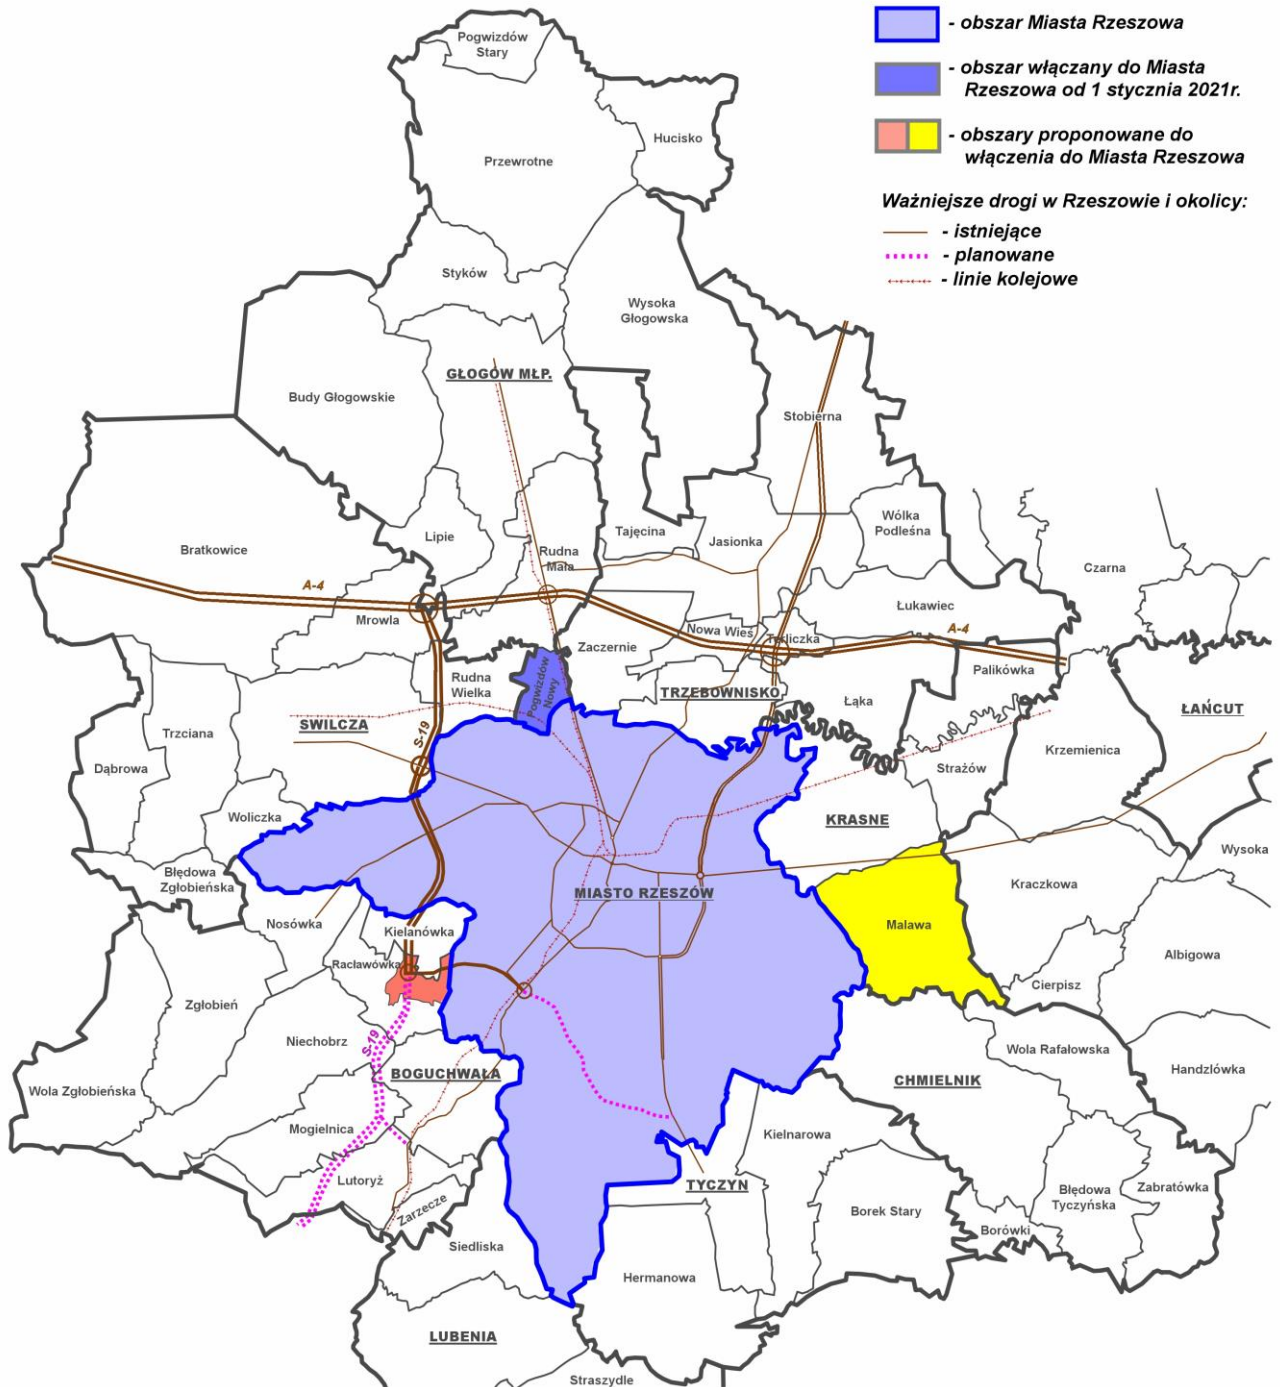 - obszar Miasta Rzeszowa
- obszar włączany do Miasta
Rzeszowa od 1 stycznia 2021r.
- obszary proponowane do
włączenia do Miasta Rzeszowa
Ważniejsze drogi w Rzeszowie i okolicy:
- istniejące
- planowane
- linie kolejowe
Pogwizdów
Stary
Hucisko
Przewrotne
Styków
Wysoka
Głogowska
GŁOGÓW MŁP.
Budy Głogowskie
Stobierna
Wólka
Podleśna
Tajęcina
Jasionka
Lipie
Bratkowice
Rudna
Mała
Czarna
A-4
Mrowla
Łukawiec
Nowa Wieś
Terliczka
A-4
Zaczernie
Palikówka
Rudna
Wielka
Pogwizdów
Nowy
TRZEBOWNISKO
Łąka
ŁAŃCUT
ŚWILCZA
S-19
Trzciana
Krzemienica
Dąbrowa
Strażów
Woliczka
KRASNE
Wysoka
Błędowa
Zgłobieńska
MIASTO RZESZÓW
Kraczkowa
Nosówka
Kielanówka
Malawa
Albigowa
Racławówka
Cierpisz
Zgłobień
Niechobrz
S-19
Wola Rafałowska
BOGUCHWAŁA
CHMIELNIK
Handzlówka
Wola Zgłobieńska
Mogielnica
Kielnarowa
Lutoryż
TYCZYN
Zabratówka
Błędowa
Tyczyńska
Zarzecze
Borek Stary
Borówki
Siedliska
Hermanowa
LUBENIA
Straszydle